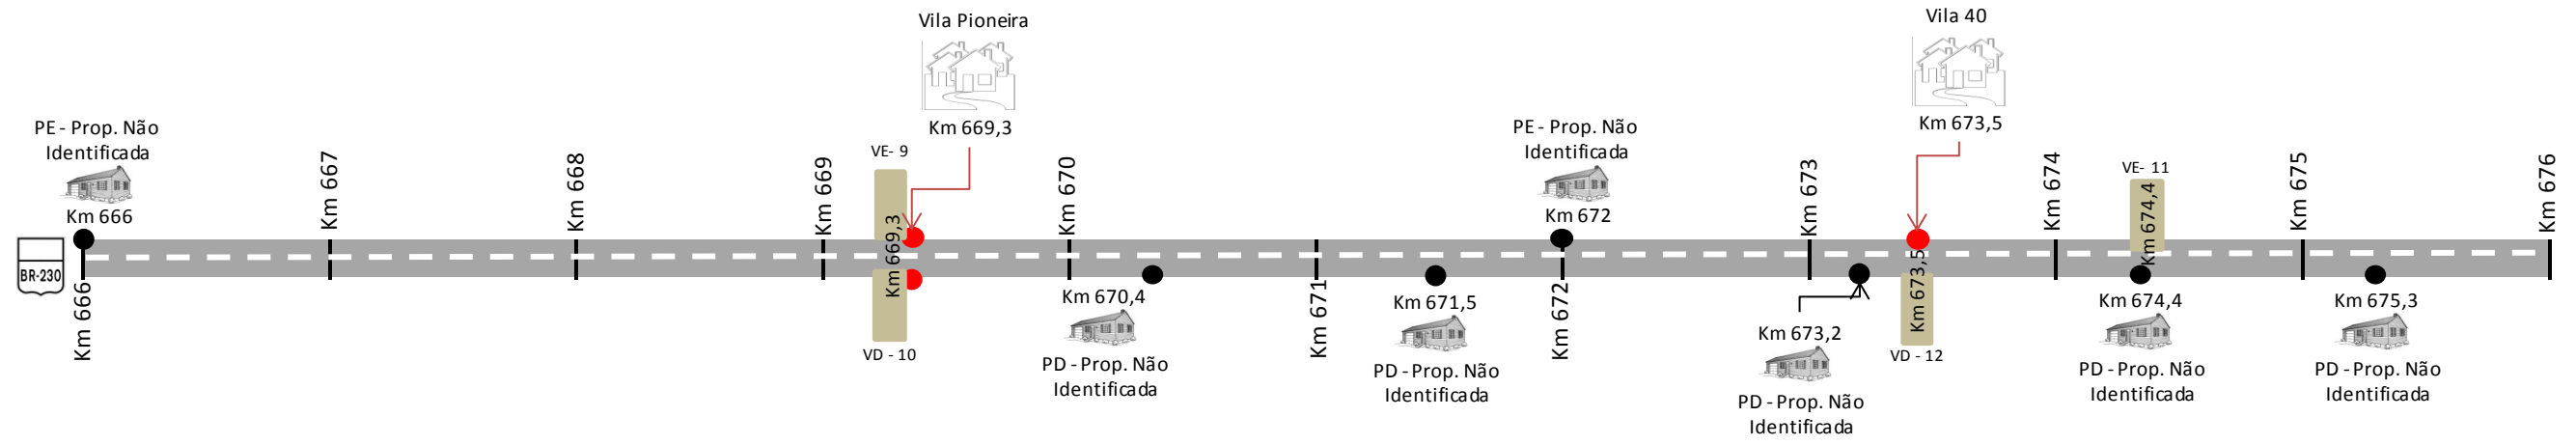 Vila Pioneira
Km 669,3
Vila 40
Km 673,5
PE - Prop. Não
Identificada
Km 666
PE - Prop. Não
Identificada
Km 672
VE- 9
VE- 11
Km 667
Km 668
Km 669
Km 670
Km 673
Km 674
Km 675
Km 676
Km 669,3
Km 674,4
BR-230
Km 666
Km 671
Km 672
Km 673,5
VD - 10
VD - 12
Km 670,4
PD - Prop. Não
Identificada
Km 671,5
PD - Prop. Não
Identificada
Km 673,2
PD - Prop. Não
Identificada
Km 674,4
PD - Prop. Não
Identificada
Km 675,3
PD - Prop. Não
Identificada